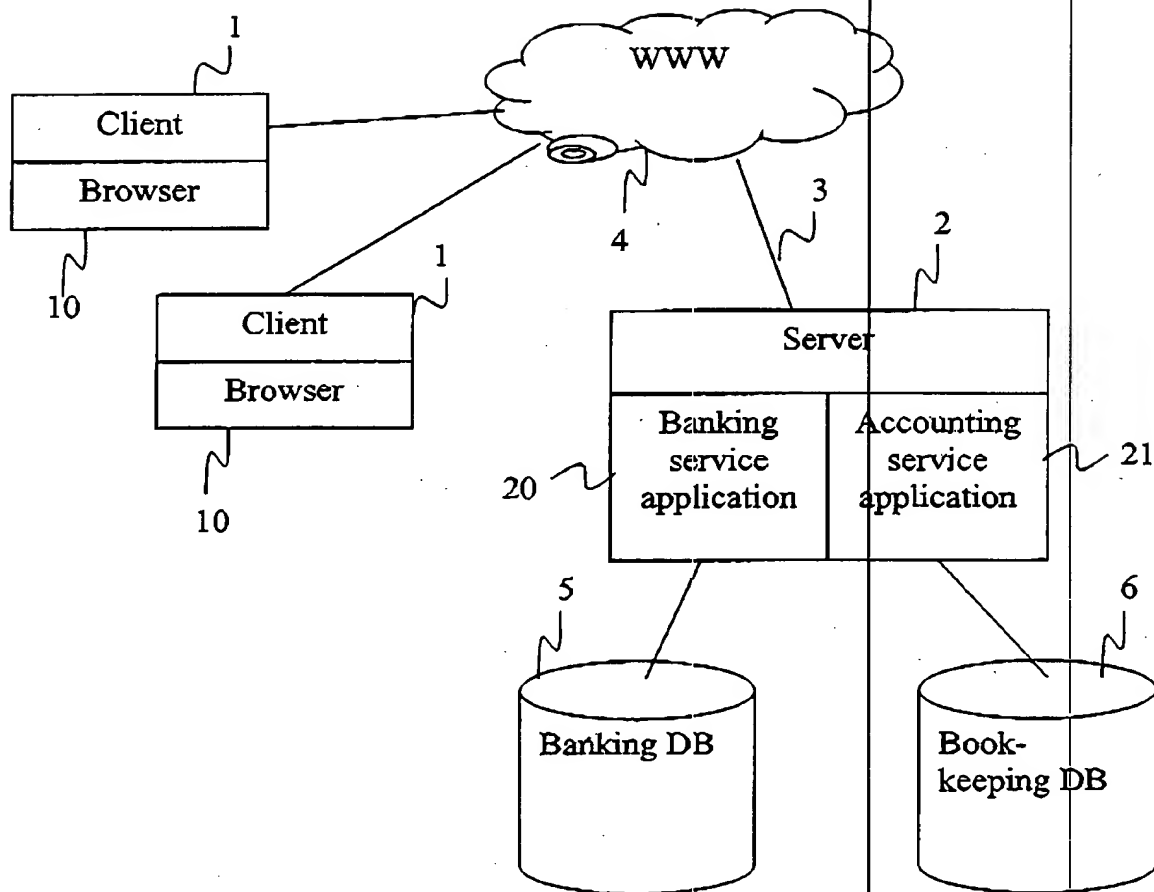 1
WWW
Client
Browser
10
4
3
2
1
Client
Browser
10
Server
Banking
service
application
20
Accounting
service
application
21
5
Banking DB
6
Book-
keeping DB